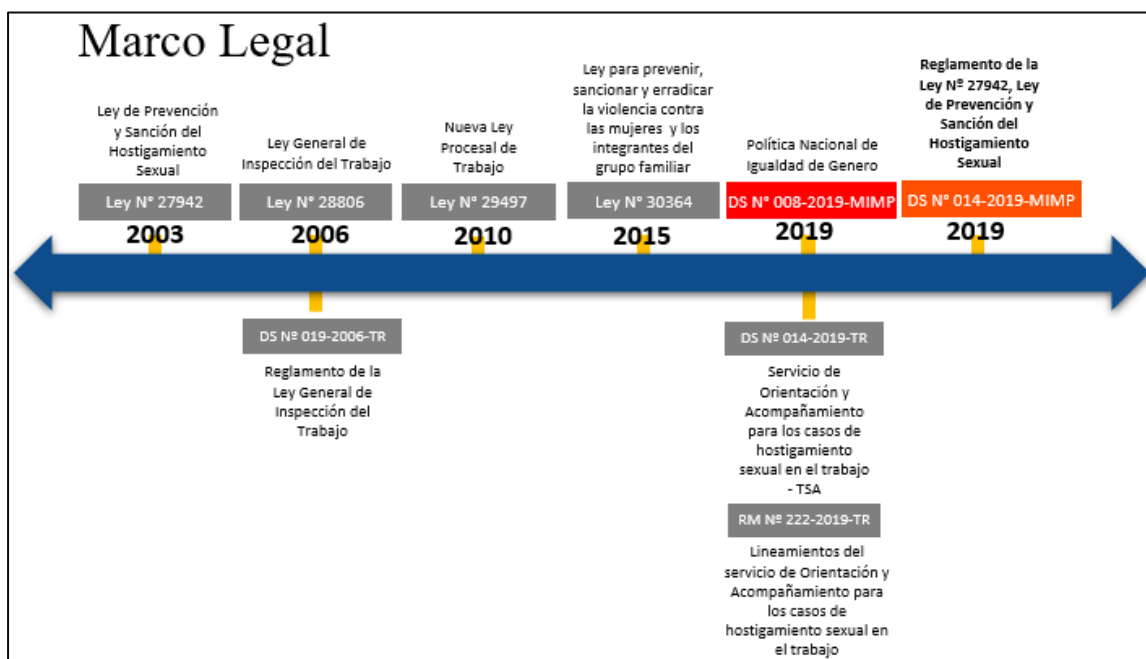 Marco Legal
Ley de Prevención
y Sanción del
Hostigamiento
Sexual
Ley N° 27942
2003
Ley General de
Inspección del Trabajo
Ley N° 28806
2006
Nueva Ley
Procesal de
Trabajo
Ley N° 29497
2010
Ley para prevenir,
sancionar y erradicar
la violencia contra
las mujeres y los
integrantes del
grupo familiar
Ley N° 30364
2015
Política Nacional de
Igualdad de Genero
DS N° 008-2019-MIMP
2019
Reglamento de la
Ley Nº 27942, Ley
de Prevención y
Sanción del
Hostigamiento
Sexual
DS N° 014-2019-MIMP
2019
DS Nº 019-2006-TR
Reglamento de la
Ley General de
Inspección del
Trabajo
DS Nº 014-2019-TR
Servicio de
Orientación y
Acompañamiento
para los casos de
hostigamiento
sexual en el trabajo
- TSA
RM Nº 222-2019-TR
Lineamientos del
servicio de Orientación y
Acompañamiento para
los casos de
hostigamiento sexual en
el trabajo